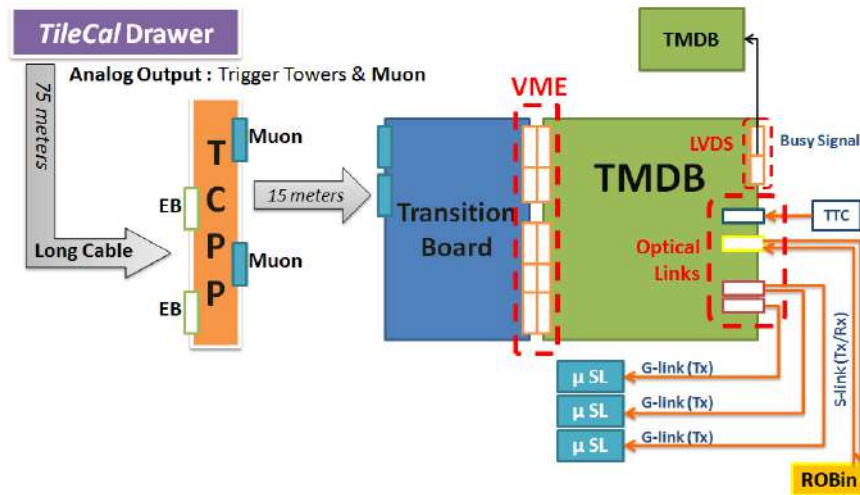 TileCal Drawer
TMDB
Analog Output : Trigger Towers & Muon
75 meters
VME
Muon
LVDS
Busy Signal
TCPP
TMDB
EB
15 meters
Transition
Board
TTC
Long Cable
Muon
Optical
Links
EB
S-link (Tx/Rx)
μ SL
G-link (Tx)
μ SL
G-link (Tx)
μ SL
G-link (Tx)
ROBin